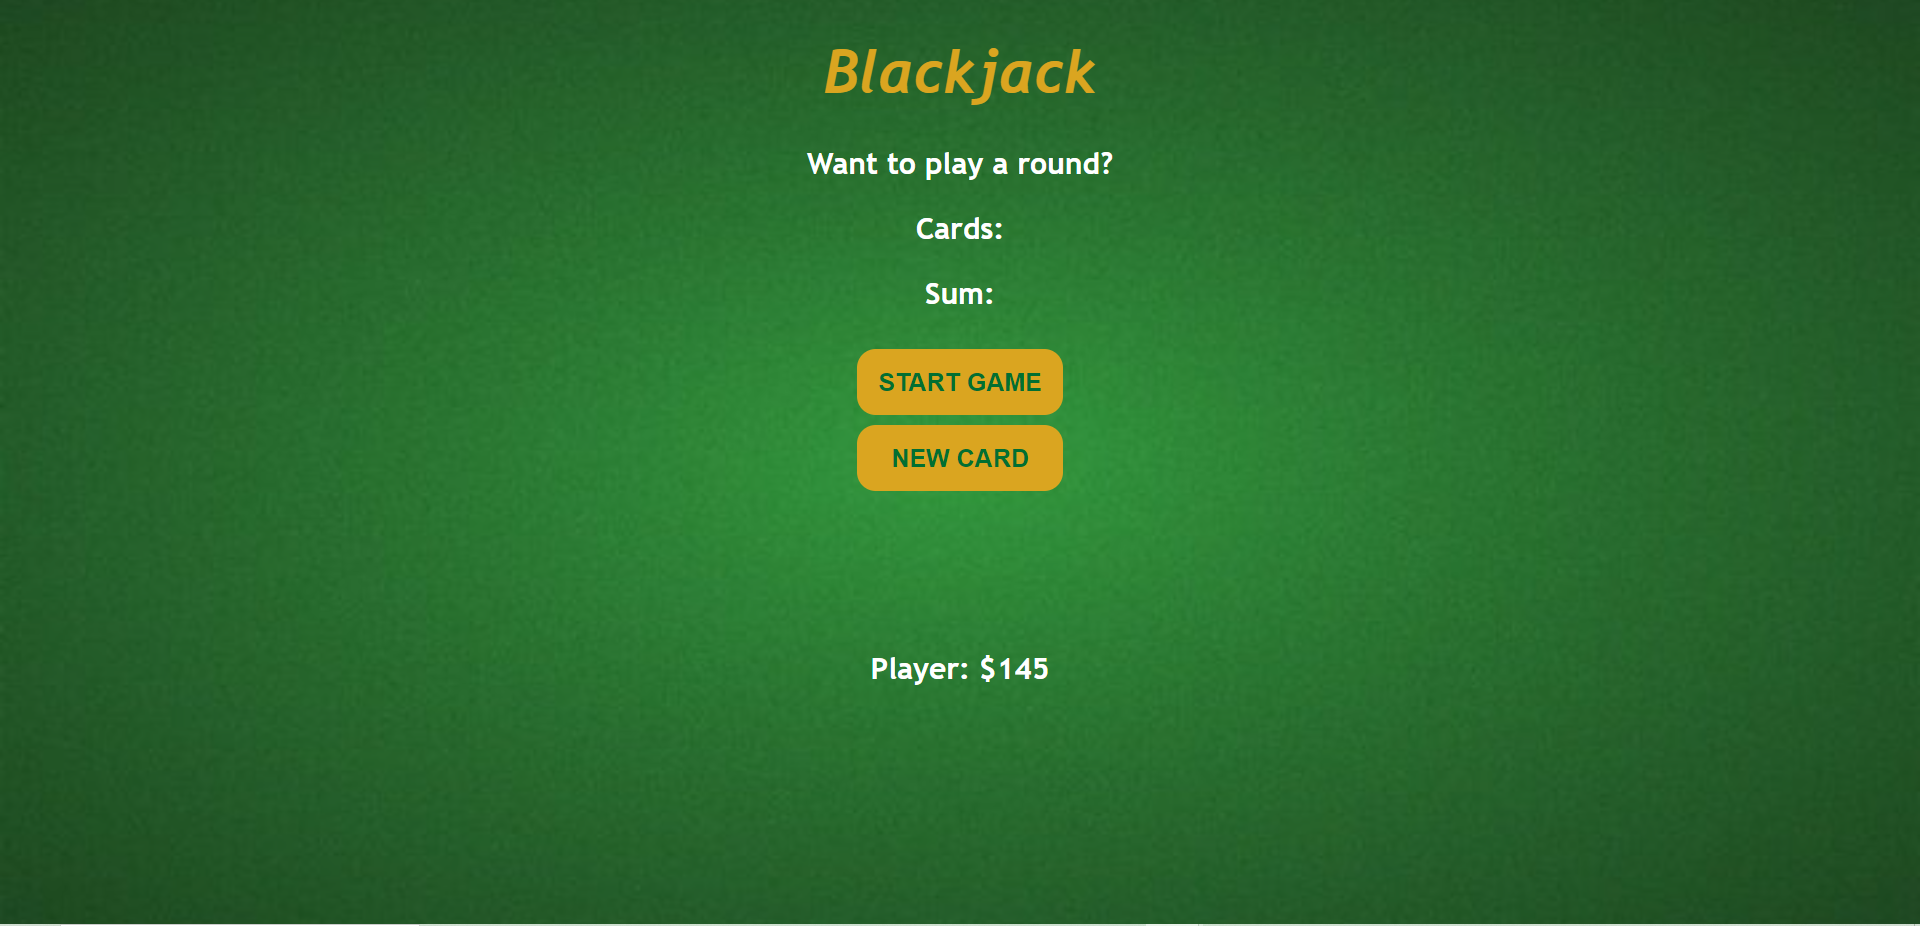 Blackjack
Want to play a round?
Cards:
Sum:
START GAME
NEW CARD
Player: $145